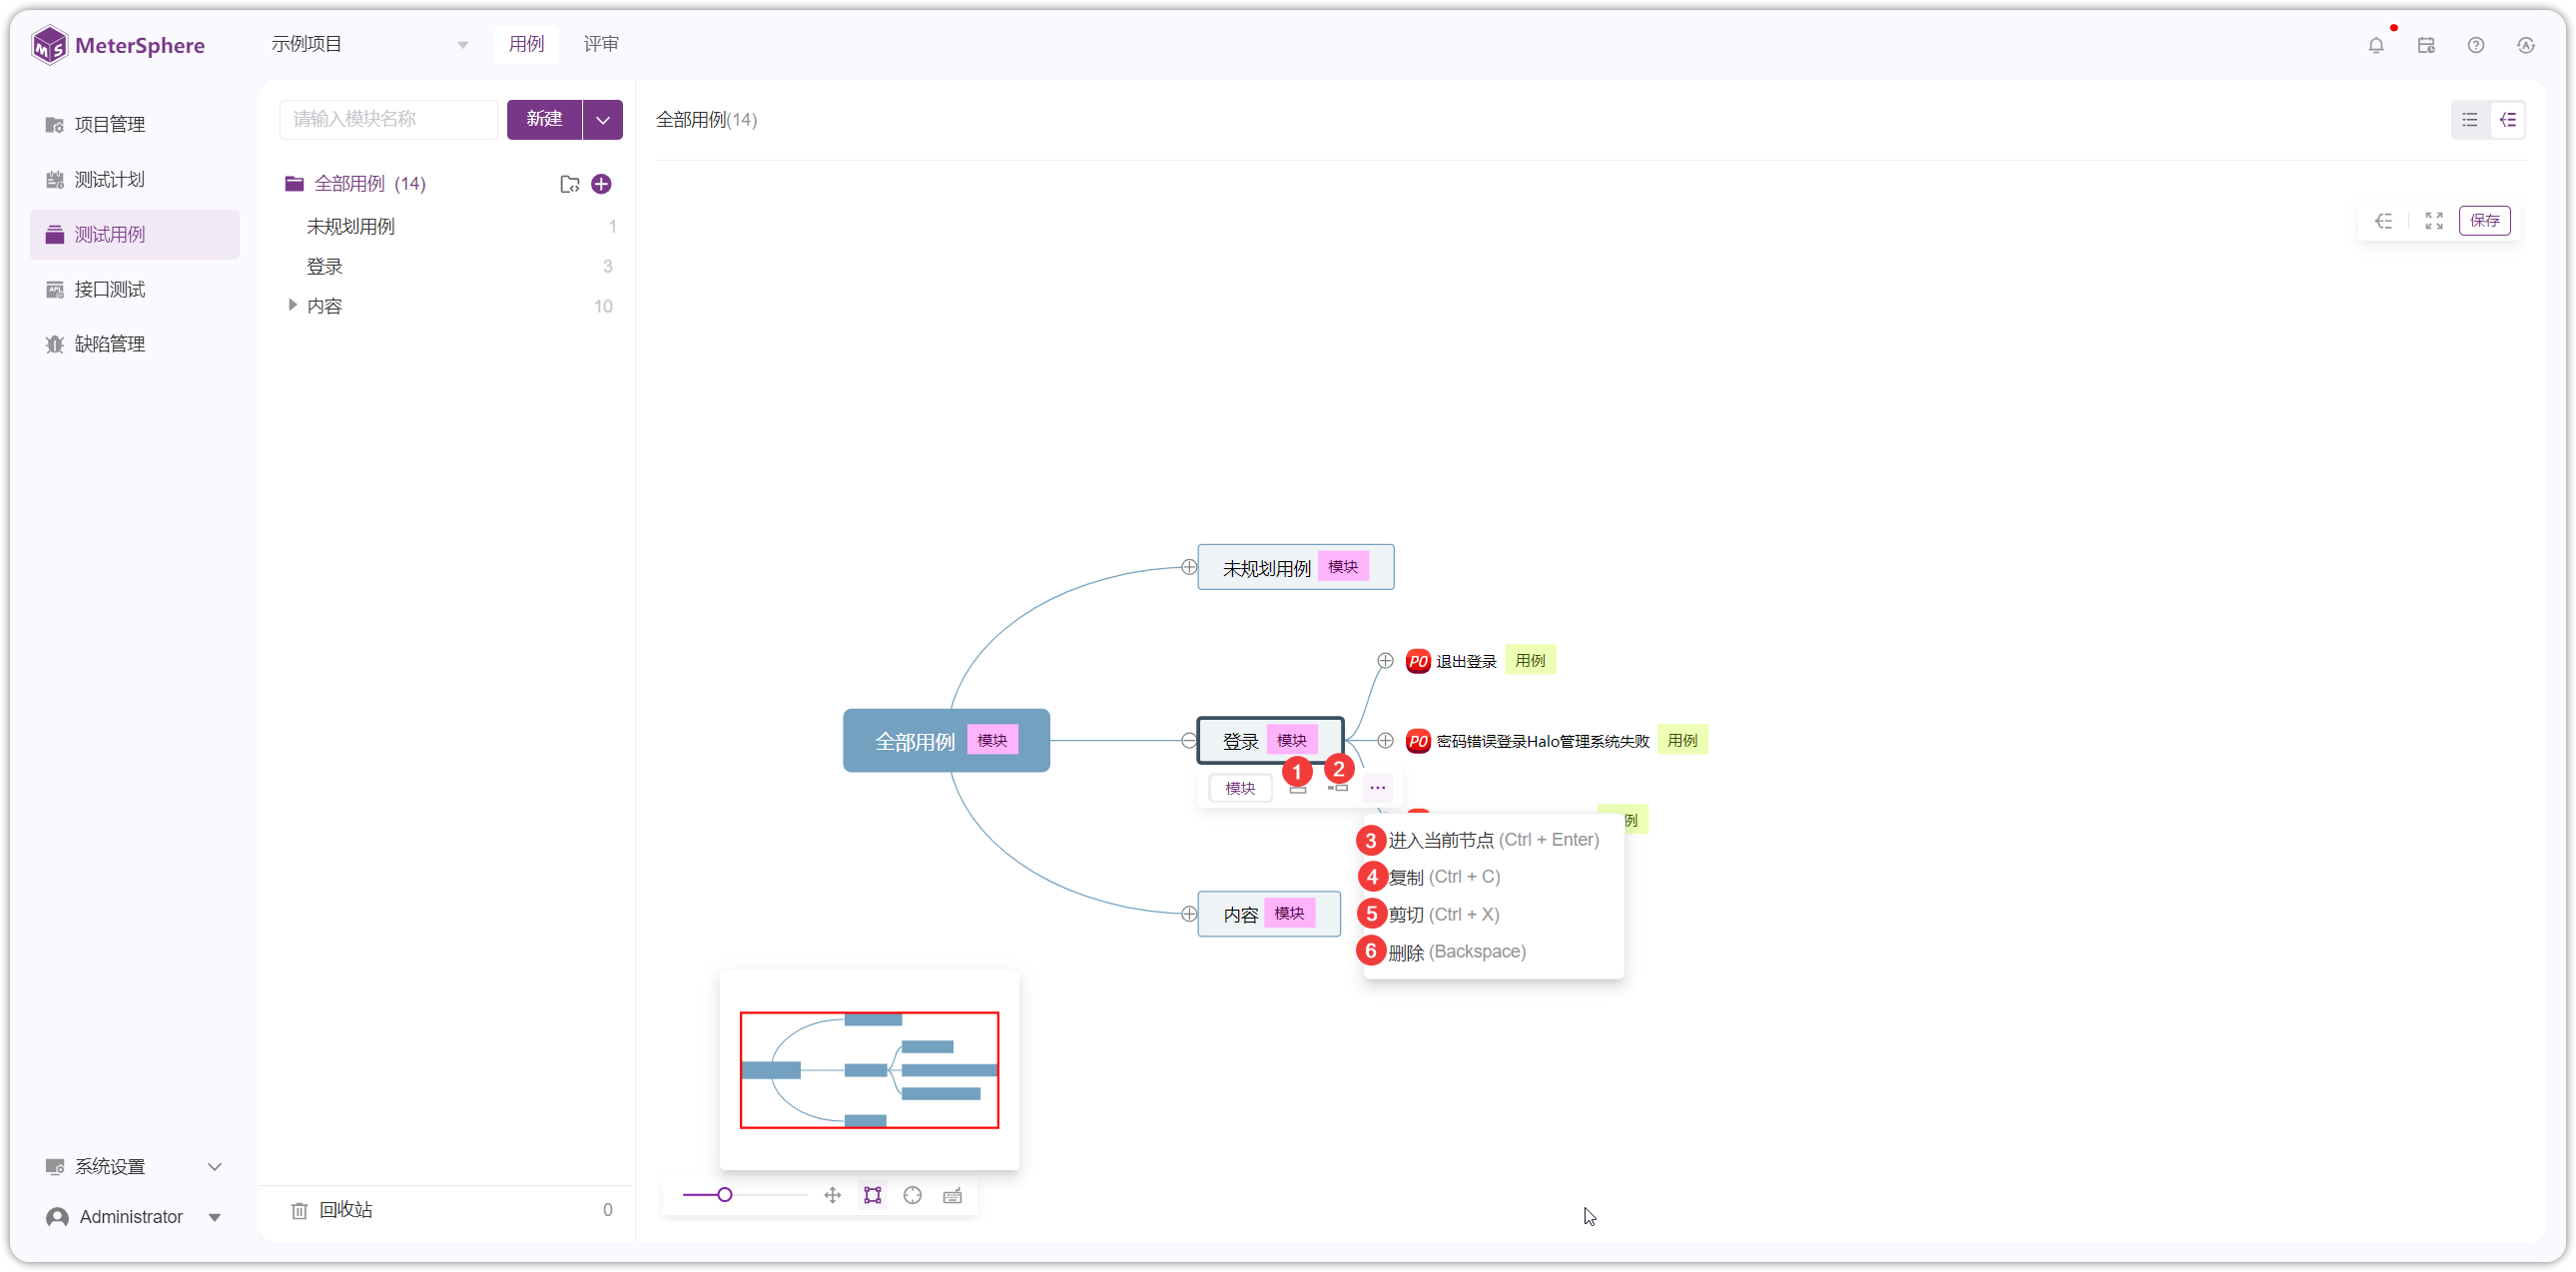 MeterSphere
示例项目
用例
评审
项目管理
测试计划
测试用例
接口测试
缺陷管理
系统设置
Administrator
请输入模块名称
新建
全部用例 (14)
未规划用例 1
登录 3
内容 10
回收站 0
全部用例(14)
保存
未规划用例 模块
P0 退出登录 用例
全部用例 模块
登录 模块
P0 密码错误登录Halo管理系统失败 用例
1 2
模块
例
3 进入当前节点 (Ctrl + Enter)
4 复制 (Ctrl + C)
5 剪切 (Ctrl + X)
6 删除 (Backspace)
内容 模块